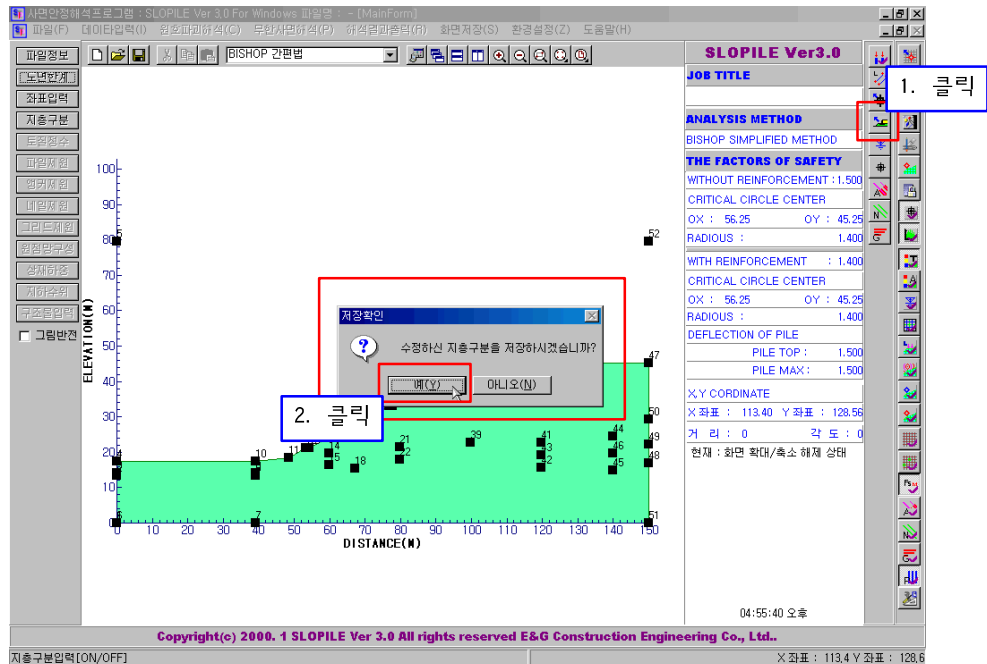 사면안정해석프로그램 : SLOPILE Ver 3,0 For Windows 파일명 : - [MainForm]
파일(F) 데이타입력(I) 원호파괴해석(C) 무한사면해석(P) 해석결과출력(R) 화면저장(S) 환경설정(Z) 도움말(H)
파일정보
도면한계
좌표입력
지층구분
토질정수
파일제원
앵커제원
네일제원
그리드제원
원점망구성
상재하중
지하수위
구조물입력
그림반전
BISHOP 간편법
SLOPILE Ver3.0
JOB TITLE
ANALYSIS METHOD
BISHOP SIMPLIFIED METHOD
THE FACTORS OF SAFETY
WITHOUT REINFORCEMENT : 1.500
CRITICAL CIRCLE CENTER
OX : 56.25 OY : 45.25
RADIOUS : 1.400
WITH REINFORCEMENT : 1.400
CRITICAL CIRCLE CENTER
OX : 56.25 OY : 45.25
RADIOUS : 1.400
DEFLECTION OF PILE
PILE TOP : 1.500
PILE MAX : 1.500
X,Y CORDINATE
X 좌표 : 113.40 Y 좌표 : 128.56
거 리 : 0 각 도 : 0
현재 : 화면 확대/축소 해제 상태
04:55:40 오후
1. 클릭
저장확인
수정하신 지층구분을 저장하시겠습니까?
예(Y) 아니오(N)
2. 클릭
ELEVATION(M)
100
90
80
70
60
50
40
30
20
10
10 20 30 40 50 60 70 80 90 100 110 120 130 140 150
DISTANCE(M)
5
52
47
50
10
11
14
15
18
21
22
39
41
43
42
44
46
45
49
48
6
7
51
A
N
G
Copyright(c) 2000. 1 SLOPILE Ver 3.0 All rights reserved E&G Construction Engineering Co., Ltd..
지층구분입력[ON/OFF]
X 좌표 : 113,4 Y 좌표 : 128,6